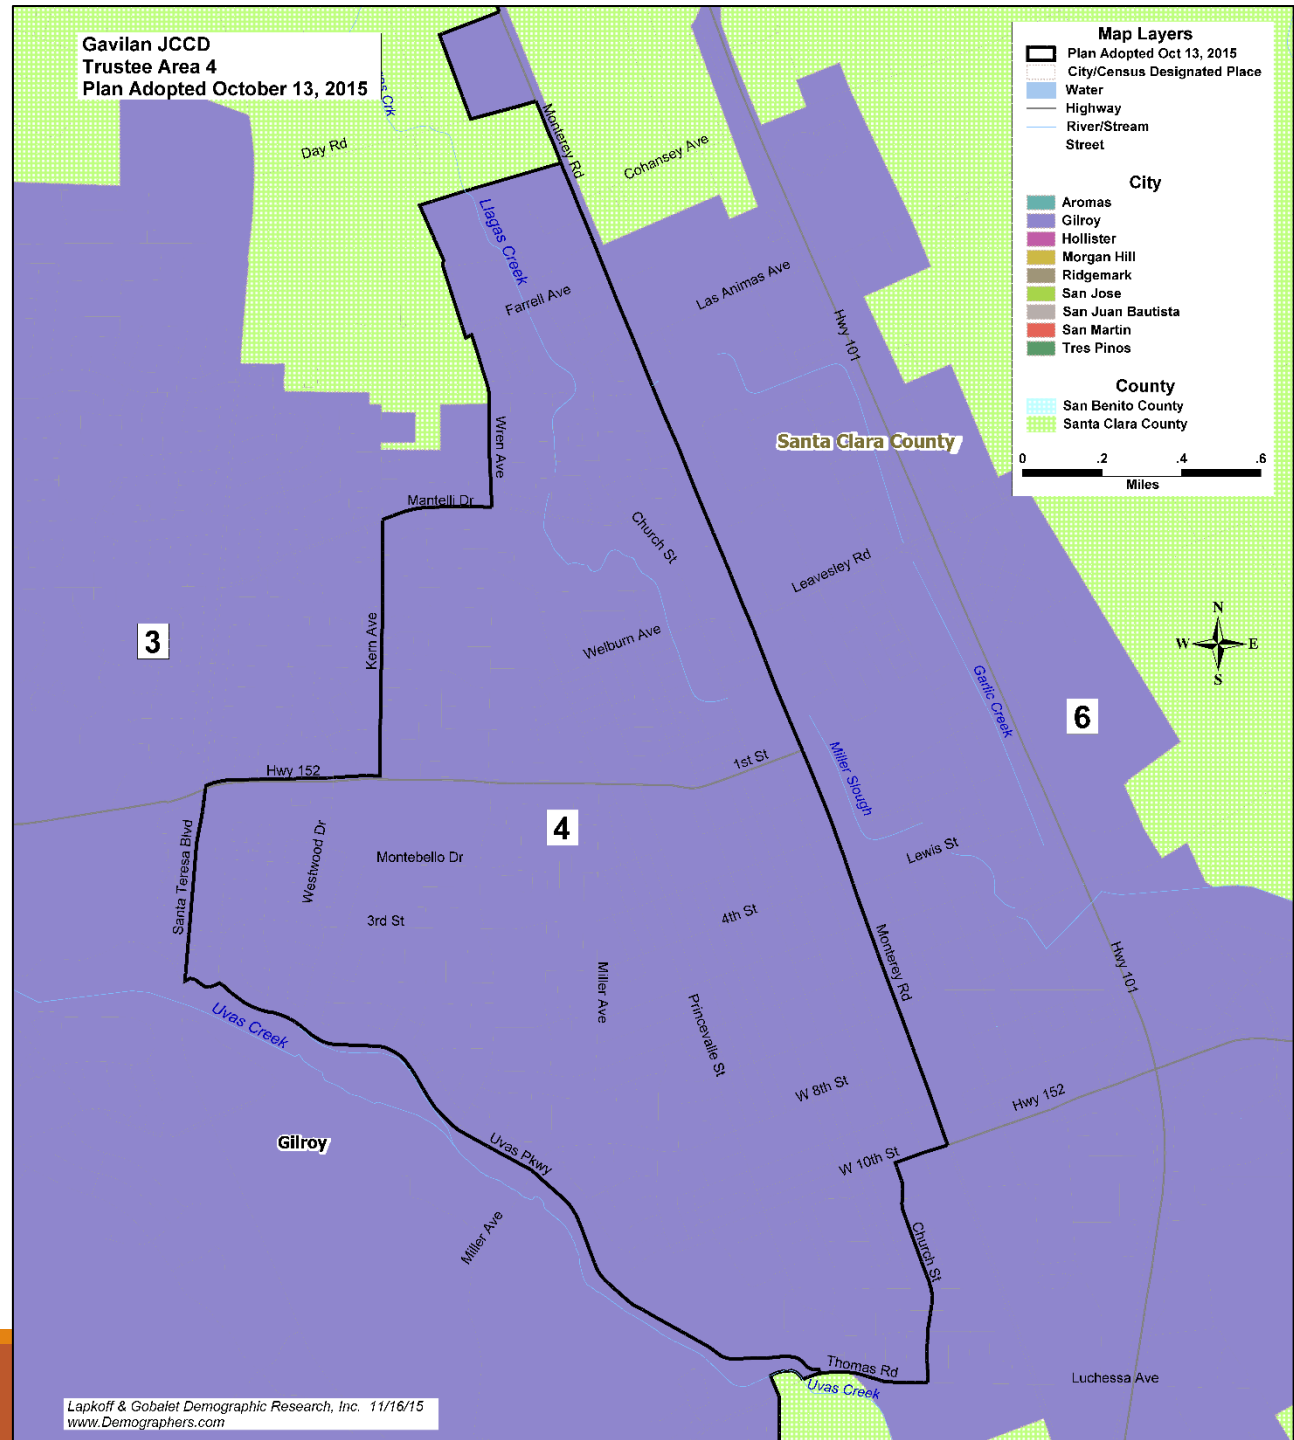 Gavilan JCCD
Trustee Area 4
Plan Adopted October 13, 2015
Map Layers
Plan Adopted Oct 13, 2015
City/Census Designated Place
Water
Highway
River/Stream
Street
City
Aromas
Gilroy
Hollister
Morgan Hill
Ridgemark
San Jose
San Juan Bautista
San Martin
Tres Pinos
County
San Benito County
Santa Clara County
0 .2 .4 .6
Miles
Crk
Day Rd
Monterey Rd
Cohansey Ave
Llagas Creek
Farrell Ave
Las Animas Ave
Hwy 101
Wren Ave
Santa Clara County
Mantelli Dr
Church St
Leavesley Rd
Kern Ave
Welburn Ave
N
W E
S
3
Garlic Creek
6
Hwy 152
1st St
Miller Slough
4
Santa Teresa Blvd
Westwood Dr
Montebello Dr
Lewis St
3rd St
4th St
Monterey Rd
Hwy 101
Miller Ave
Princevalle St
Uvas Creek
W 8th St
Hwy 152
Gilroy
Uvas Pkwy
W 10th St
Miller Ave
Church St
Thomas Rd
Uvas Creek
Luchessa Ave
Lapkoff & Gobalet Demographic Research, Inc. 11/16/15
www.Demographers.com